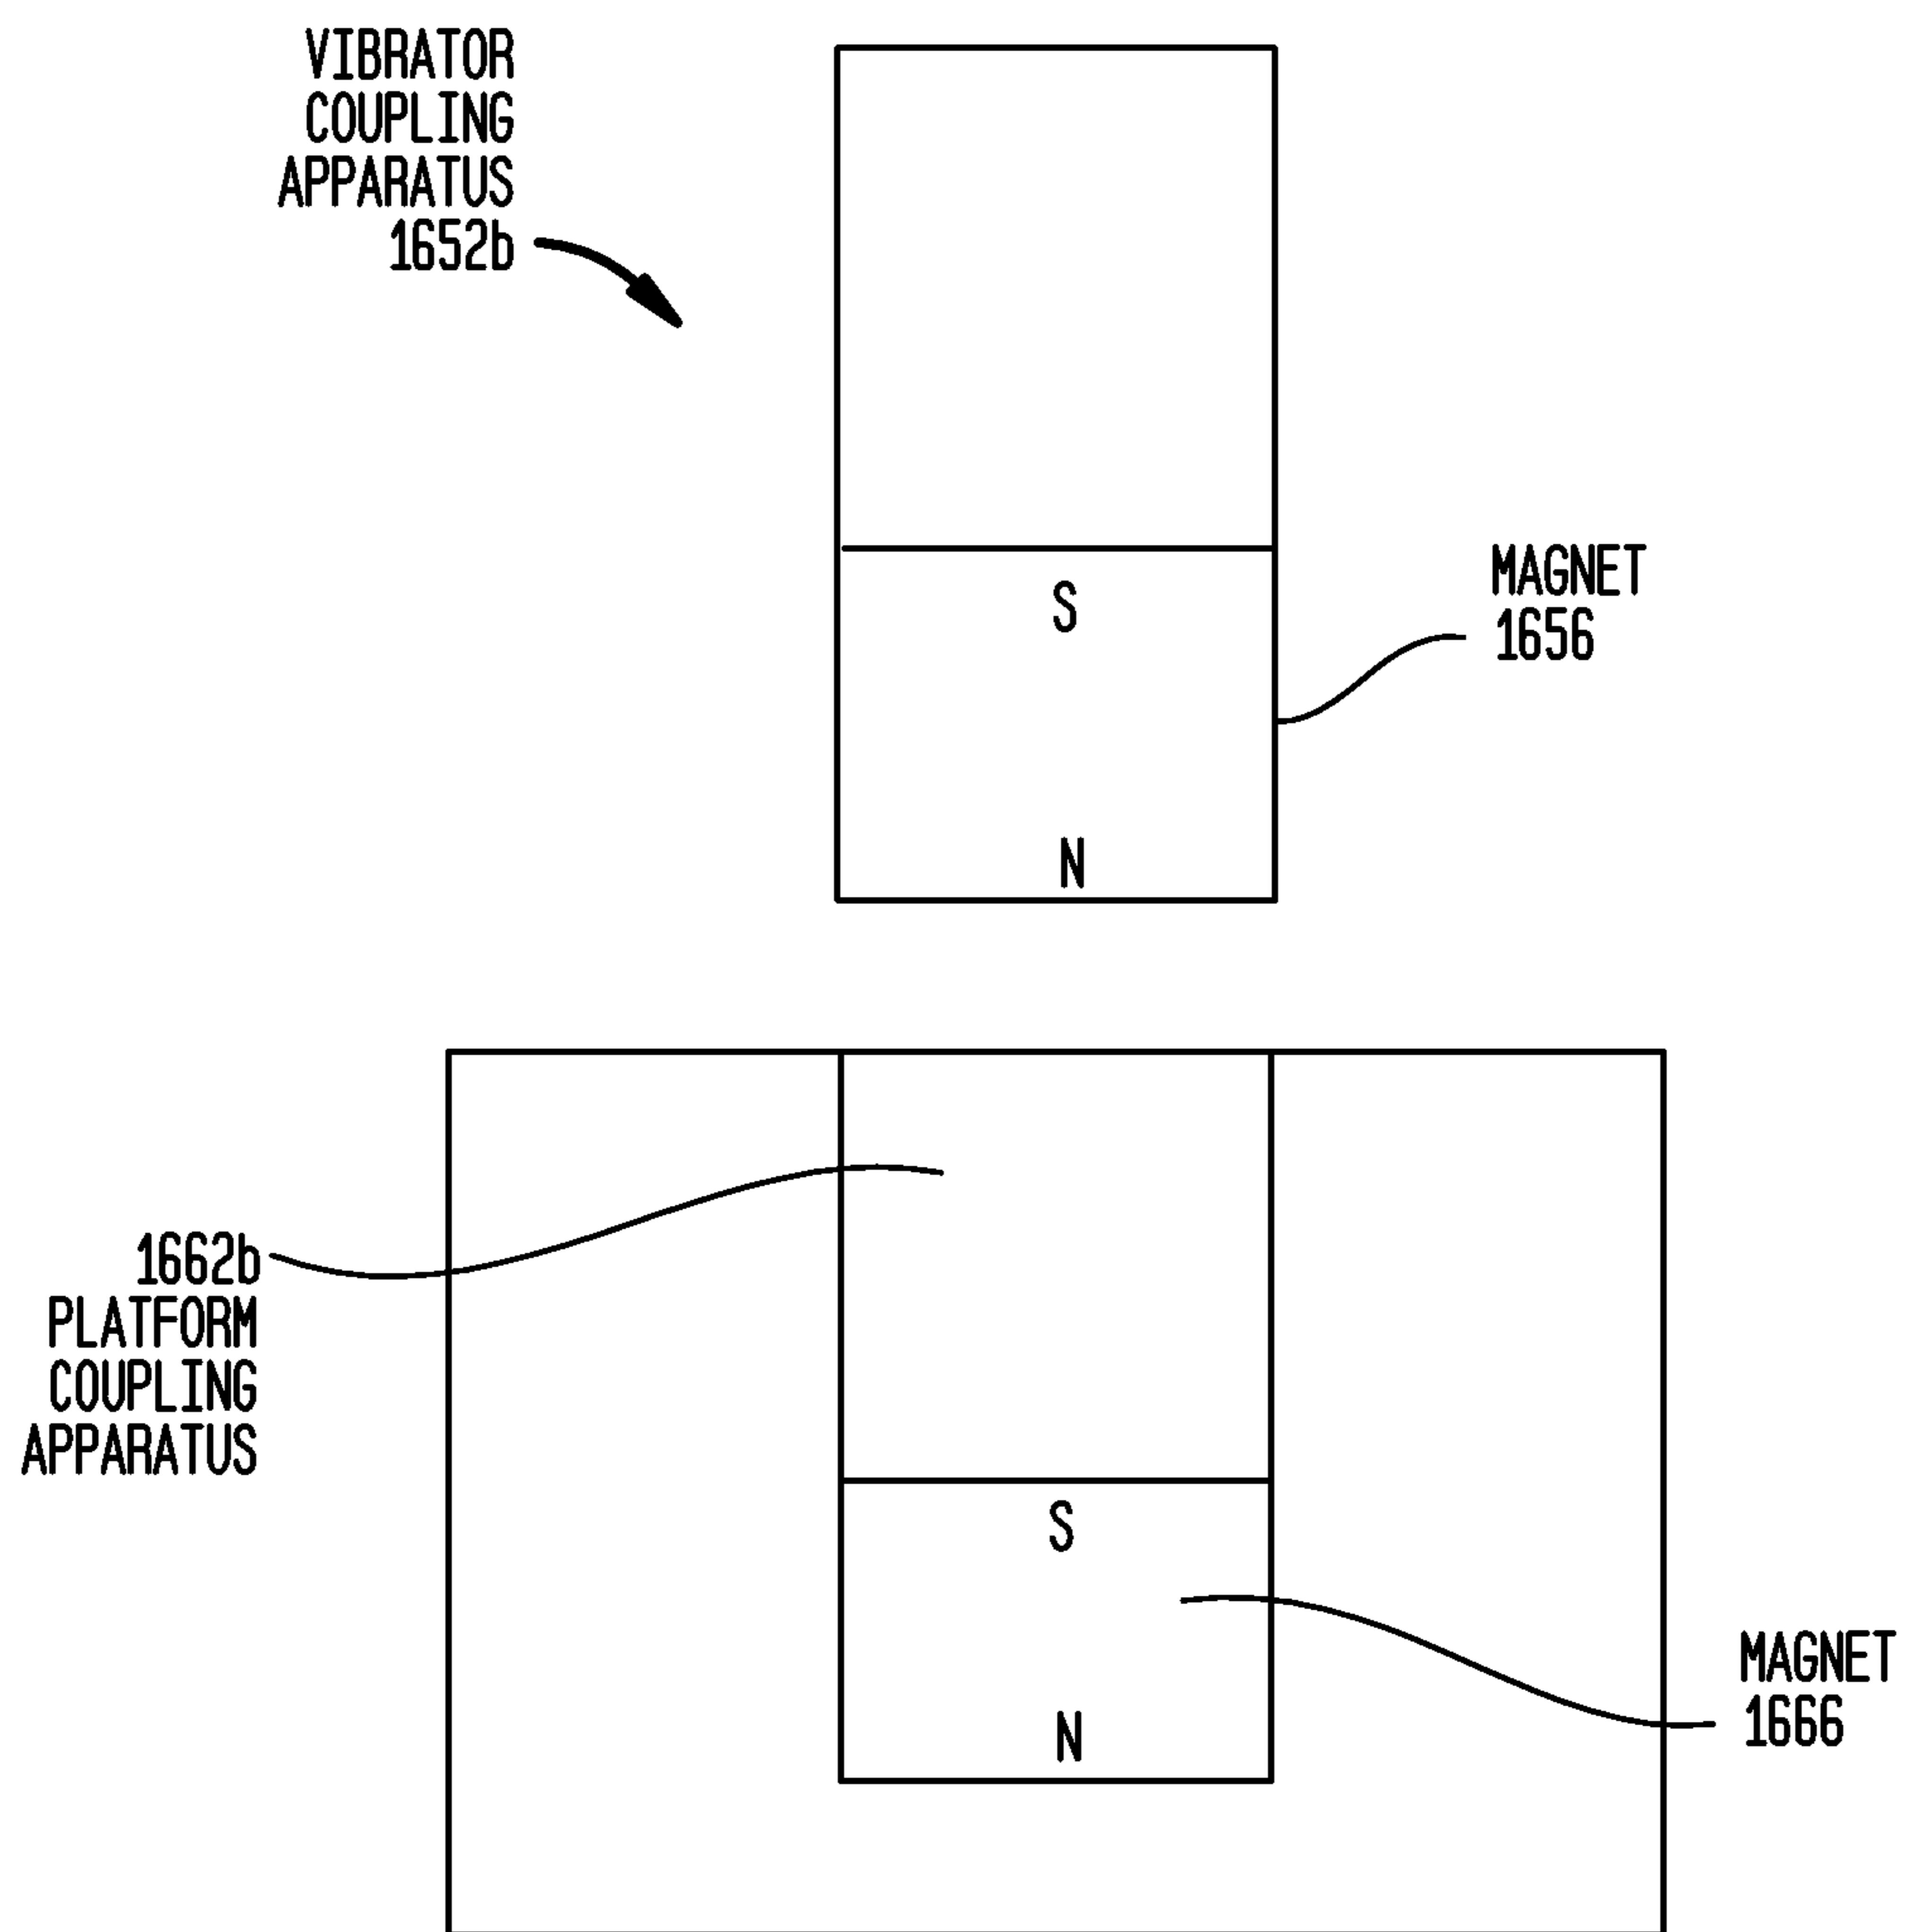 VIBRATOR
COUPLING
APPARATUS
1652b
MAGNET
1656
S
N
1662b
PLATFORM
COUPLING
APPARATUS
S
N
MAGNET
1666